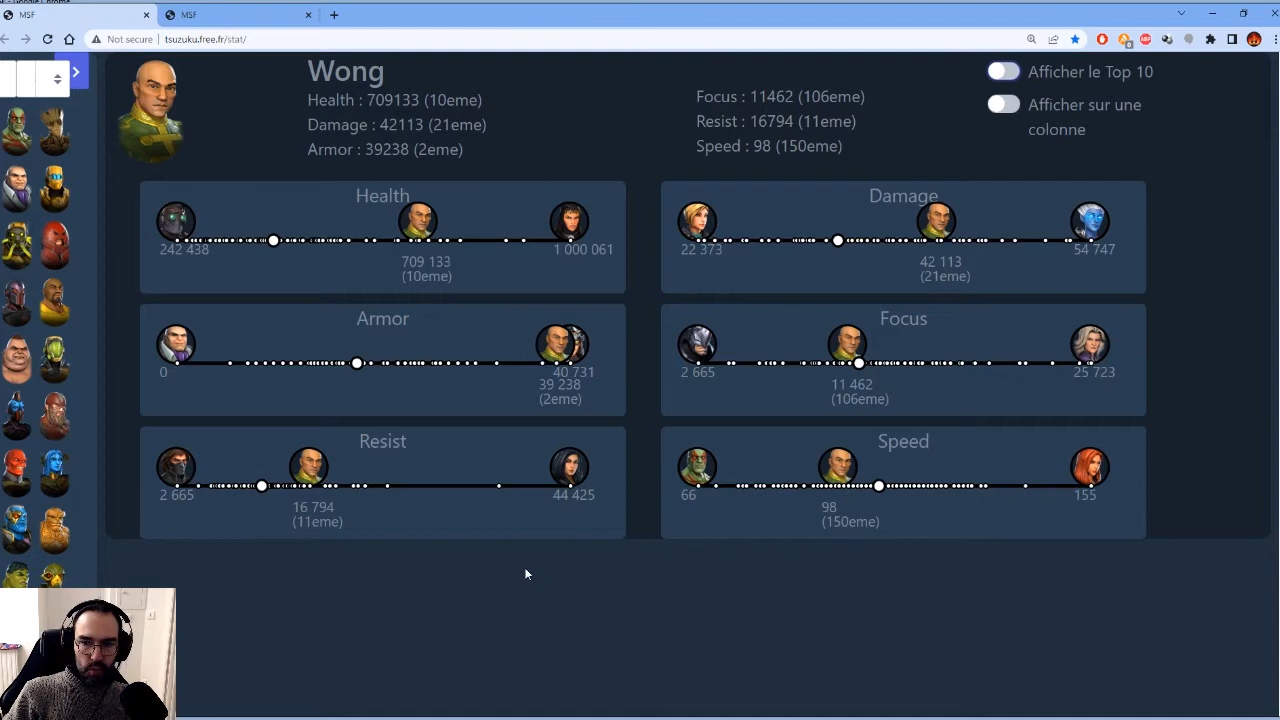 MSF
MSF
Not secure
tsuzuku.free.fr/stat/
Wong
Health : 709133 (10eme)
Damage : 42113 (21eme)
Armor : 39238 (2eme)
Focus : 11462 (106eme)
Resist : 16794 (11eme)
Speed : 98 (150eme)
Afficher le Top 10
Afficher sur une
colonne
Health
242 438
709 133
(10eme)
1 000 061
Damage
22 373
42 113
(21eme)
54 747
Armor
0
40 731
39 238
(2eme)
Focus
2 665
11 462
(106eme)
25 723
Resist
2 665
16 794
(11eme)
44 425
Speed
66
98
(150eme)
155